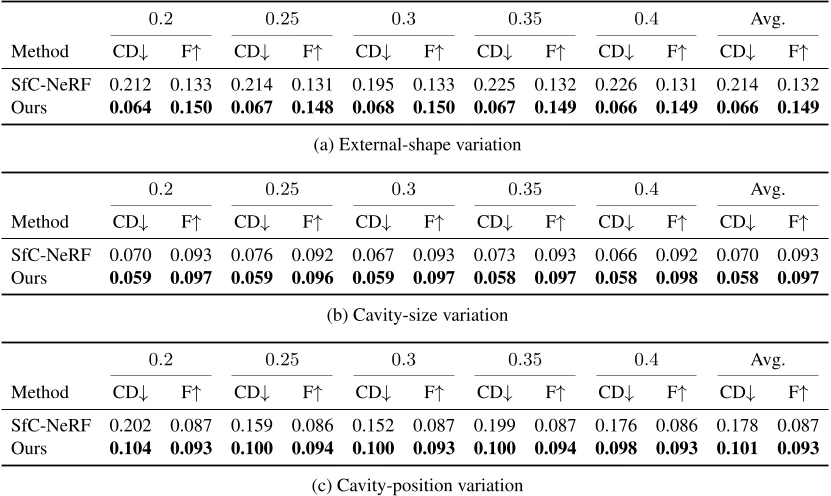 0.2 0.25 0.3 0.35 0.4 Avg.
Method CD↓ F↑ CD↓ F↑ CD↓ F↑ CD↓ F↑ CD↓ F↑ CD↓ F↑
SfC-NeRF 0.212 0.133 0.214 0.131 0.195 0.133 0.225 0.132 0.226 0.131 0.214 0.132
Ours 0.064 0.150 0.067 0.148 0.068 0.150 0.067 0.149 0.066 0.149 0.066 0.149
(a) External-shape variation
0.2 0.25 0.3 0.35 0.4 Avg.
Method CD↓ F↑ CD↓ F↑ CD↓ F↑ CD↓ F↑ CD↓ F↑ CD↓ F↑
SfC-NeRF 0.070 0.093 0.076 0.092 0.067 0.093 0.073 0.093 0.066 0.092 0.070 0.093
Ours 0.059 0.097 0.059 0.096 0.059 0.097 0.058 0.097 0.058 0.098 0.058 0.097
(b) Cavity-size variation
0.2 0.25 0.3 0.35 0.4 Avg.
Method CD↓ F↑ CD↓ F↑ CD↓ F↑ CD↓ F↑ CD↓ F↑ CD↓ F↑
SfC-NeRF 0.202 0.087 0.159 0.086 0.152 0.087 0.199 0.087 0.176 0.086 0.178 0.087
Ours 0.104 0.093 0.100 0.094 0.100 0.093 0.100 0.094 0.098 0.093 0.101 0.093
(c) Cavity-position variation